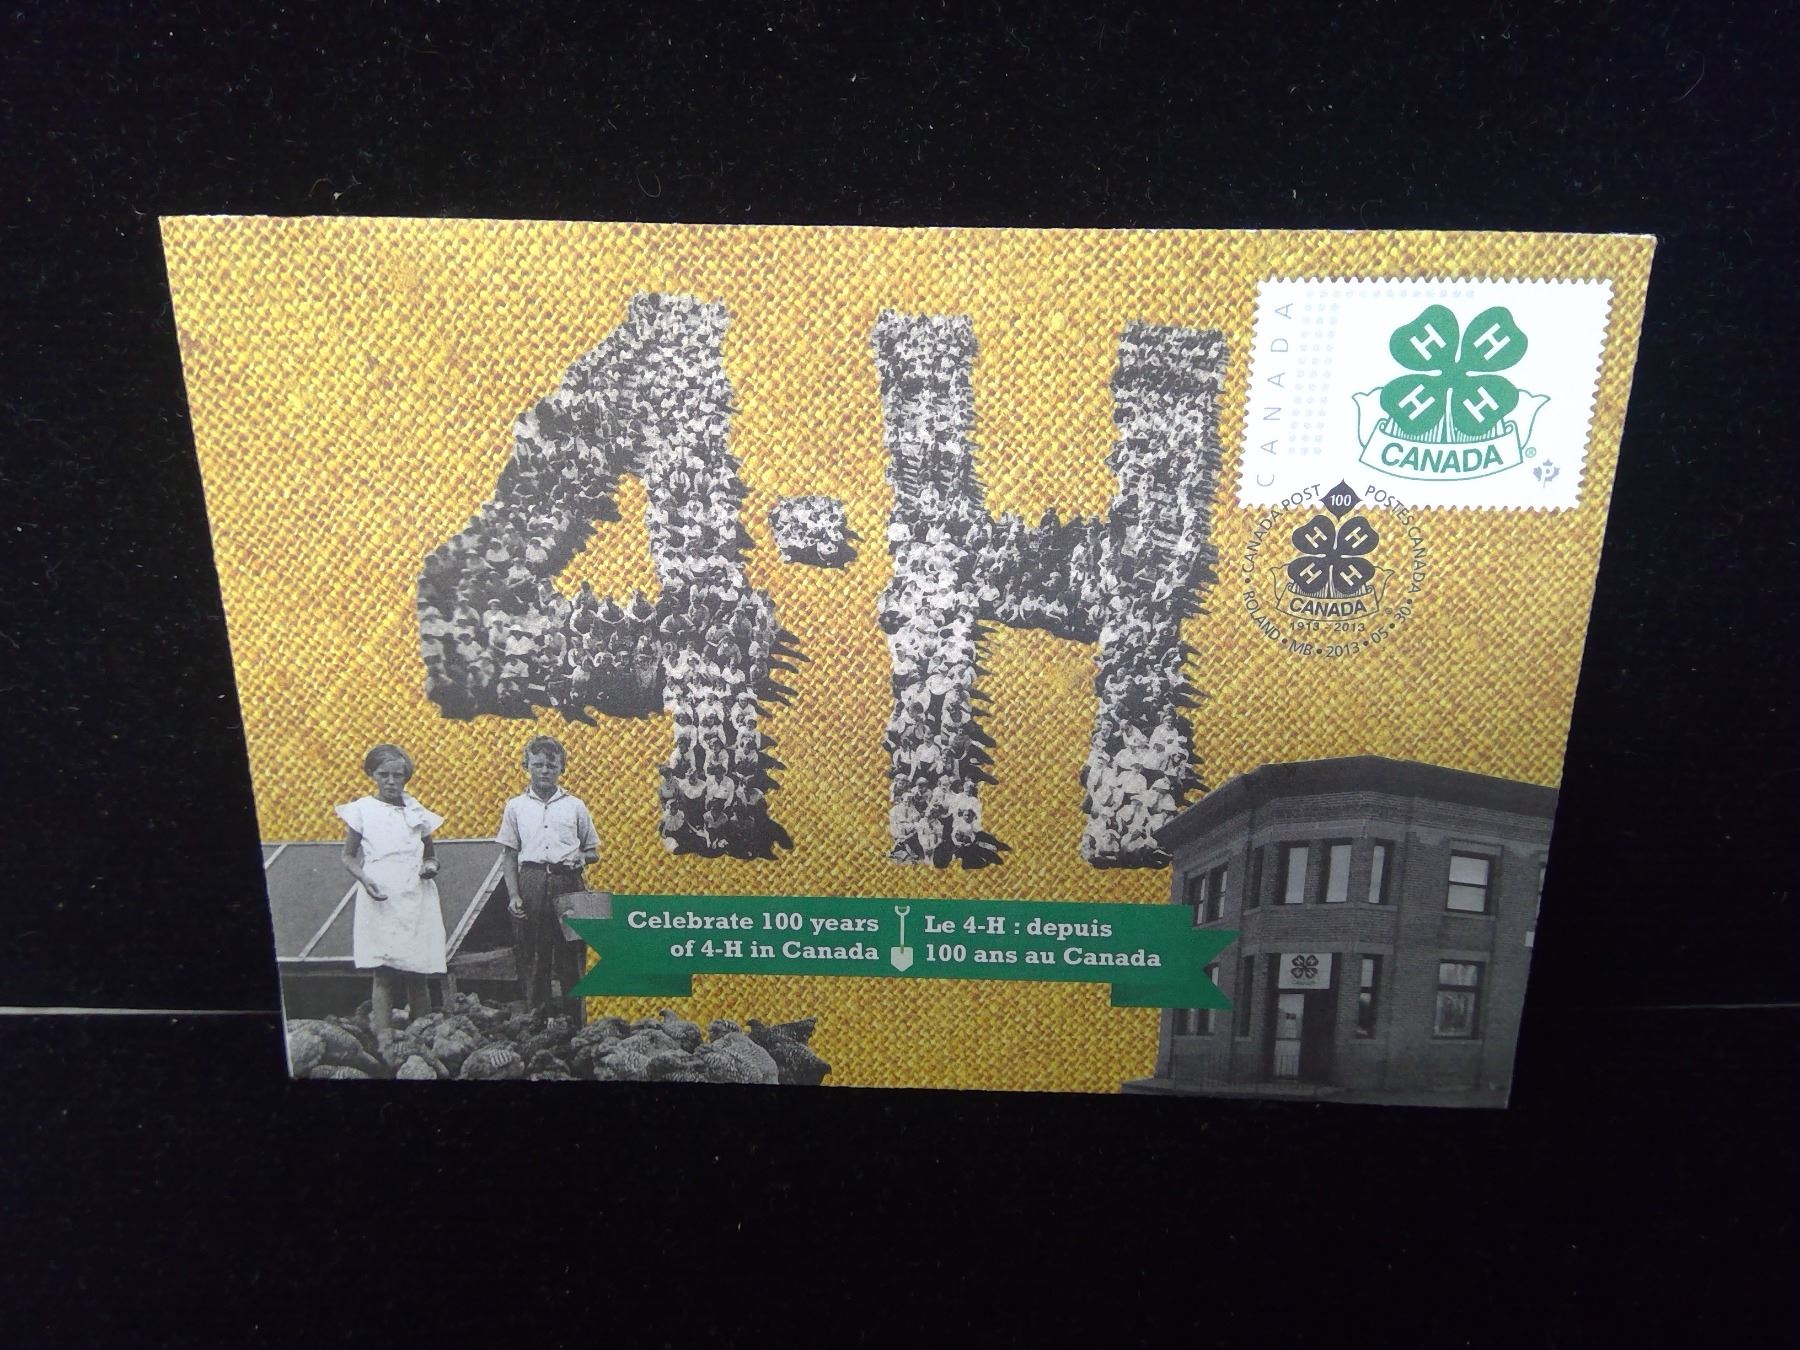 4-H
CANADA
H H
H H
CANADA ®
P
CANADA POST 100 POSTES CANADA
H H
H H
CANADA
1913 - 2013
ROLAND • MB • 2013 • 05 • 30
Celebrate 100 years
of 4-H in Canada
Le 4-H : depuis
100 ans au Canada